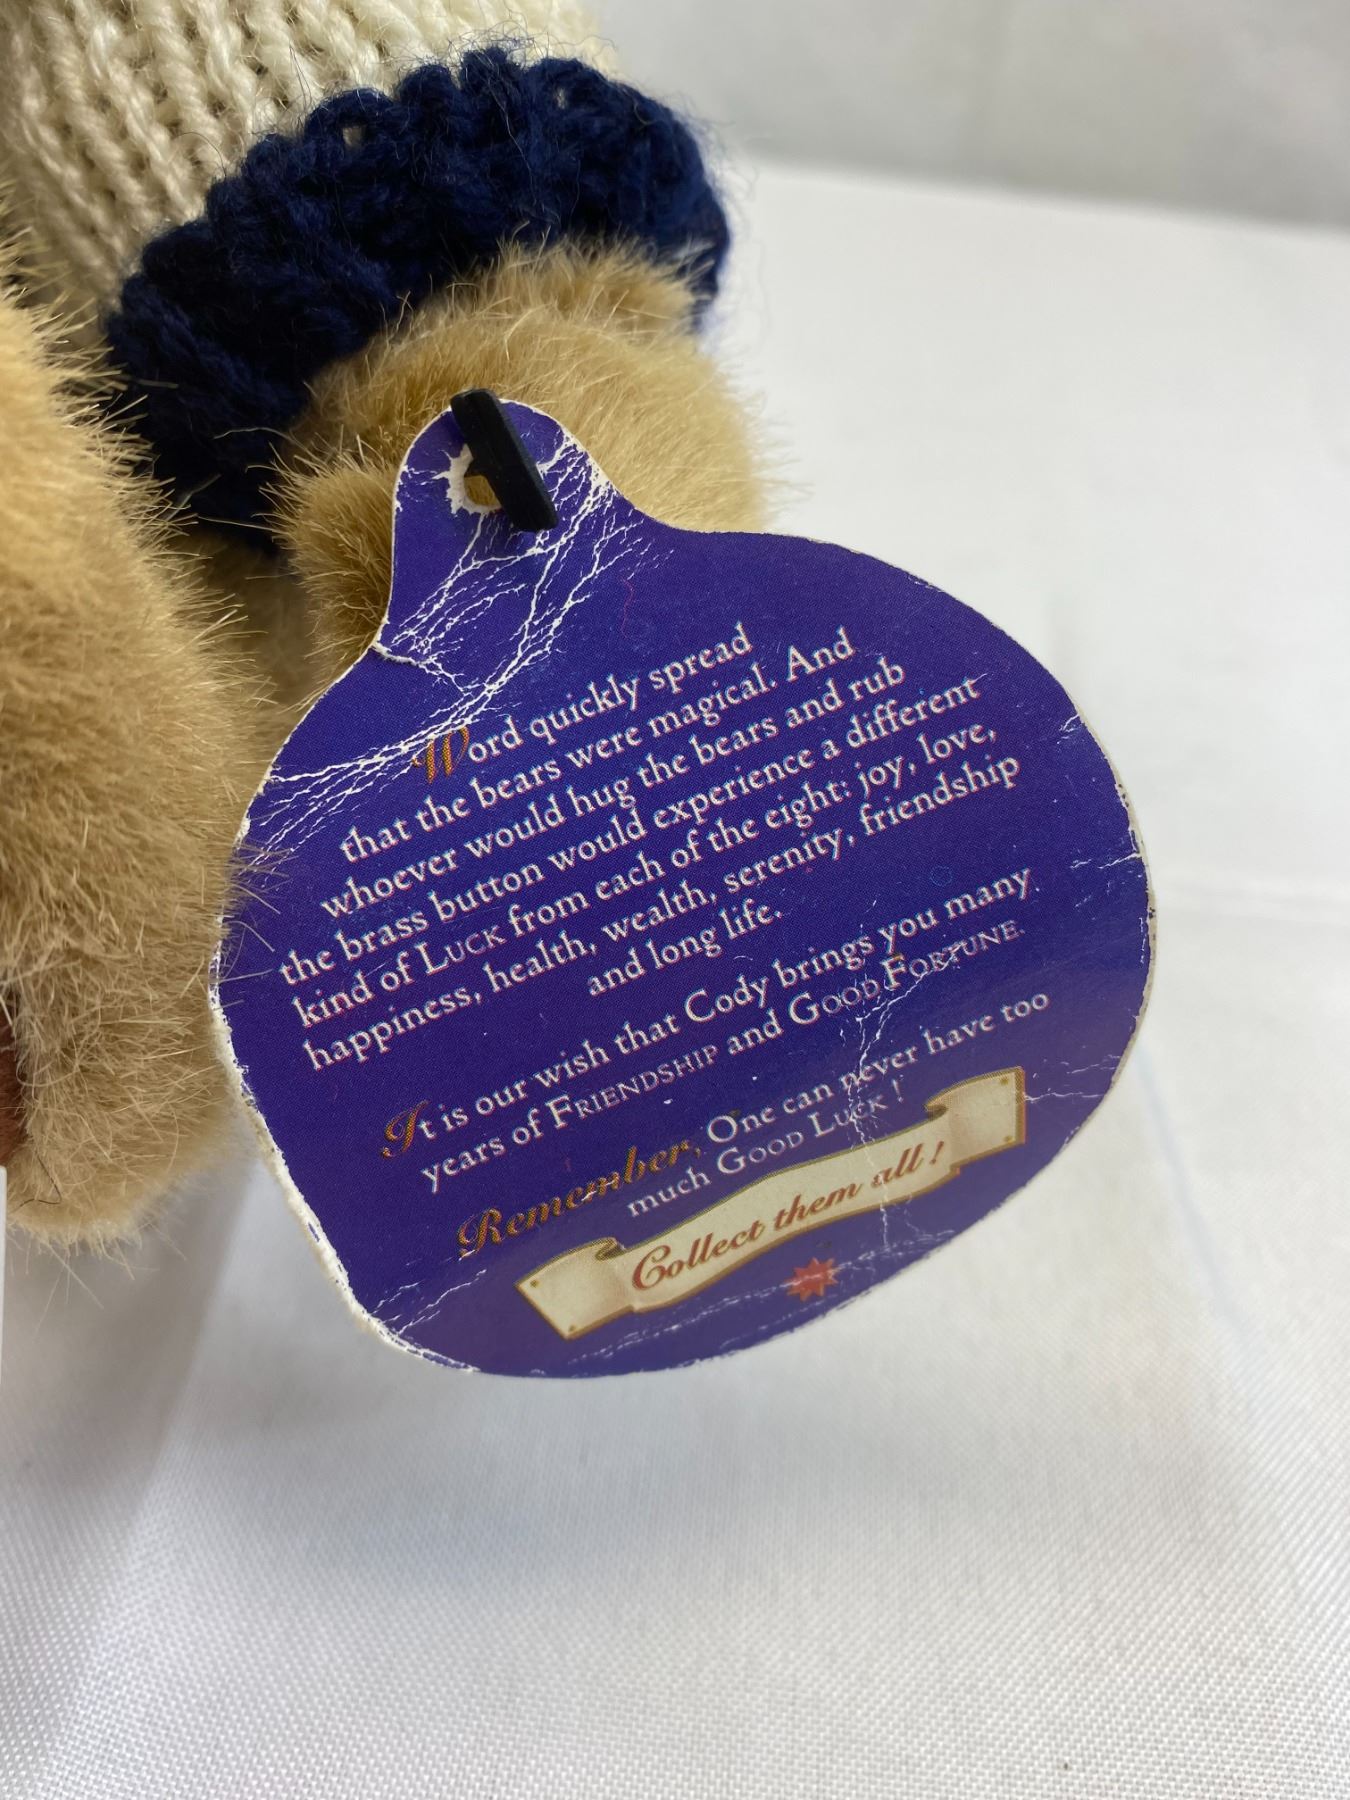 Word quickly spread
that the bears were magical. And
whoever would hug the bears and rub
the brass button would experience a different
kind of LUCK from each of the eight: joy, love,
happiness, health, wealth, serenity, friendship
and long life.
It is our wish that Cody brings you many
years of FRIENDSHIP and GOOD FORTUNE.
Remember, One can never have too
much GOOD LUCK!
Collect them all!